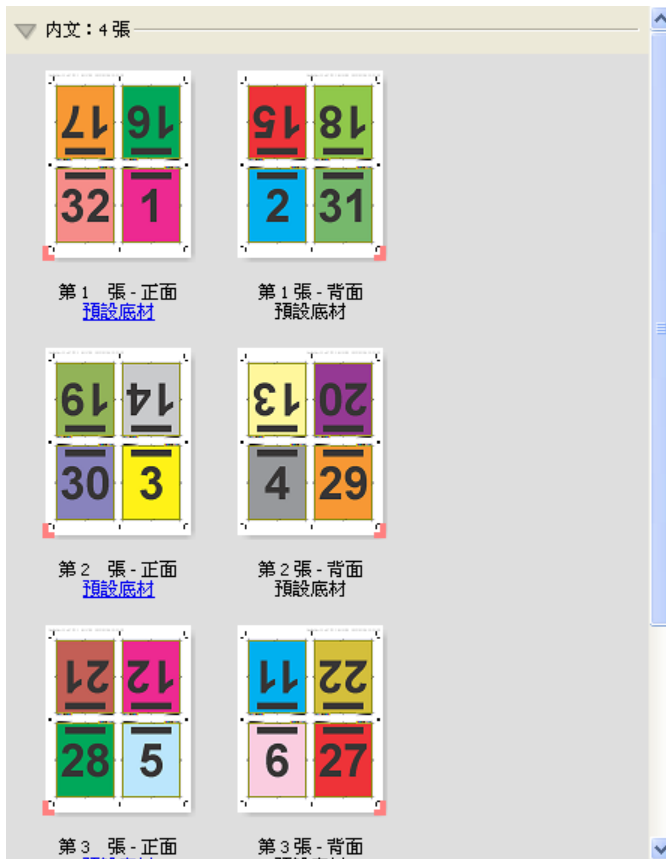 内文：4張
17 16
32 1
15 18
2 31
第1 張-正面
預設底材
第1張-背面
預設底材
19 14
30 3
13 20
4 29
第2 張-正面
預設底材
第2張-背面
預設底材
21 12
28 5
11 22
6 27
第3 張-正面
第3張-背面